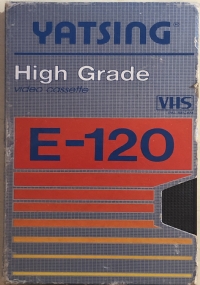 YATSING
High Grade
video cassette
VHS
E-120